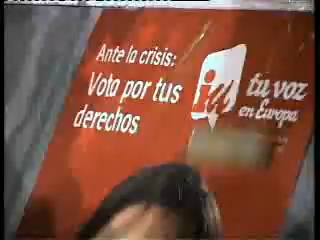 Ante la crisis:
Vota por tus
derechos
iu
tu voz
en Europa